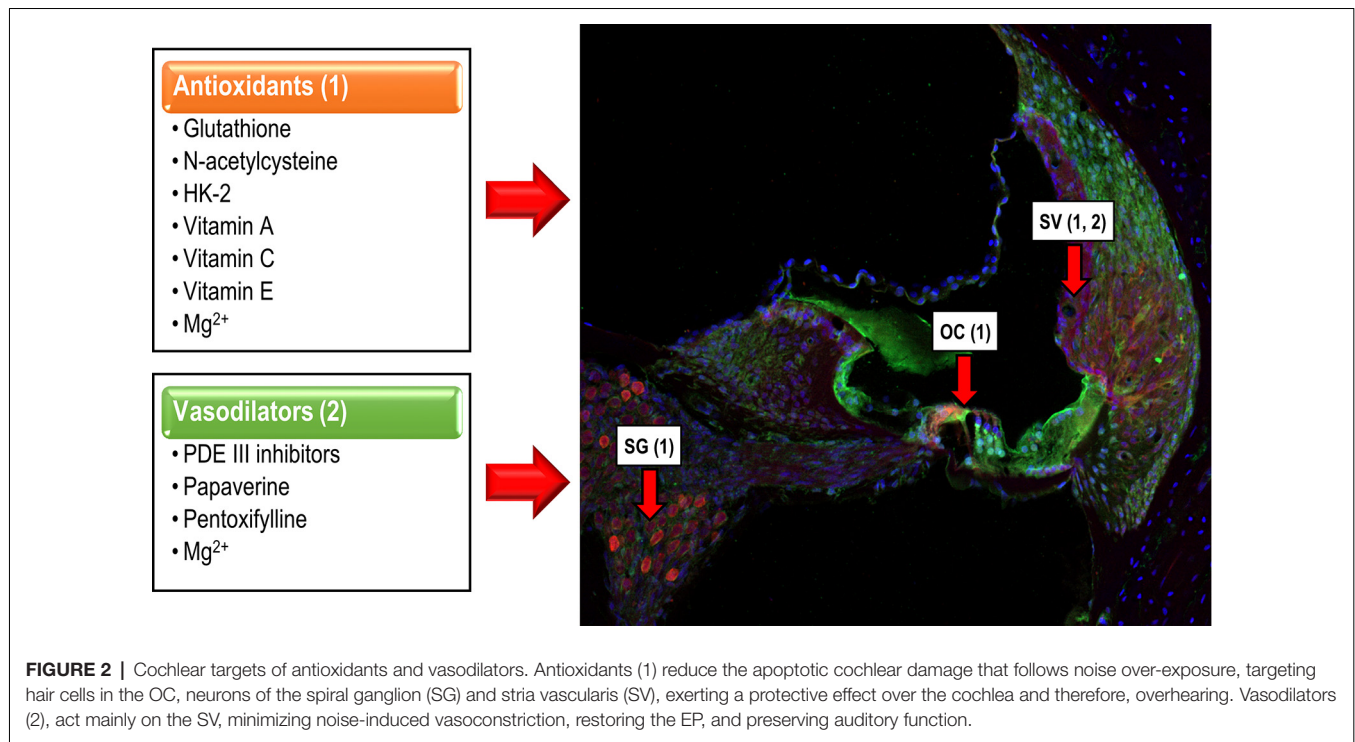 Antioxidants (1)
• Glutathione
• N-acetylcysteine
• HK-2
• Vitamin A
• Vitamin C
• Vitamin E
• Mg2+
Vasodilators (2)
• PDE III inhibitors
• Papaverine
• Pentoxifylline
• Mg2+
SV (1, 2)
OC (1)
SG (1)
FIGURE 2 | Cochlear targets of antioxidants and vasodilators. Antioxidants (1) reduce the apoptotic cochlear damage that follows noise over-exposure, targeting
hair cells in the OC, neurons of the spiral ganglion (SG) and stria vascularis (SV), exerting a protective effect over the cochlea and therefore, overhearing. Vasodilators
(2), act mainly on the SV, minimizing noise-induced vasoconstriction, restoring the EP, and preserving auditory function.